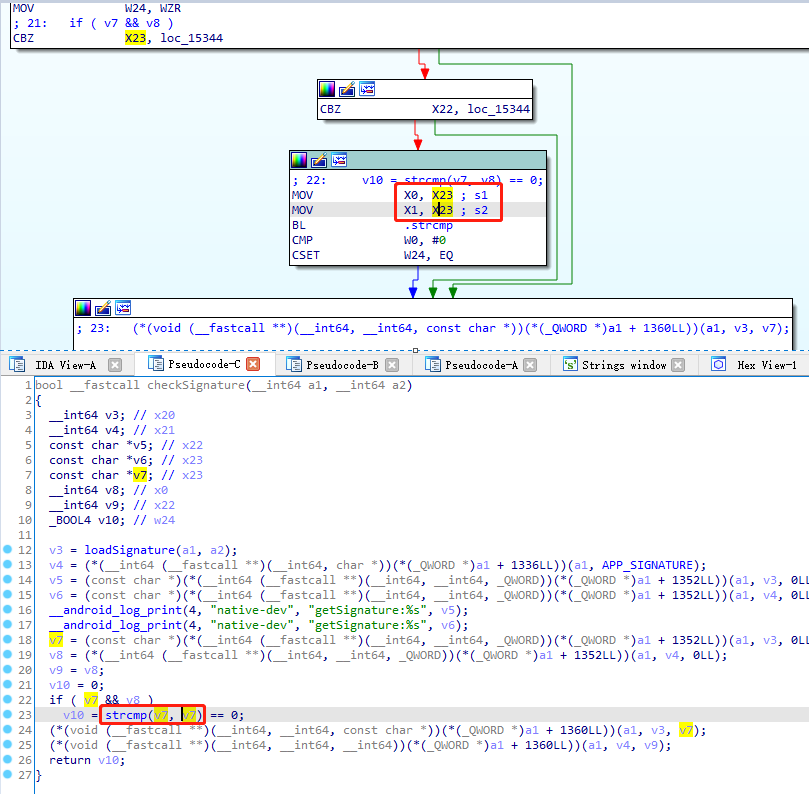 MOV W24, WZR
; 21: if ( v7 && v8 )
CBZ X23, loc_15344
CBZ X22, loc_15344
; 22: v10 = strcmp(v7, v8) == 0;
MOV X0, X23 ; s1
MOV X1, X23 ; s2
BL .strcmp
CMP W0, #0
CSET W24, EQ
; 23: (*(void (__fastcall **)(__int64, __int64, const char *))(*(_QWORD *)a1 + 1360LL))(a1, v3, v7);
IDA View-A Pseudocode-C Pseudocode-B Pseudocode-A Strings window Hex View-1
1 bool __fastcall checkSignature(__int64 a1, __int64 a2)
2 {
3 __int64 v3; // x20
4 __int64 v4; // x21
5 const char *v5; // x22
6 const char *v6; // x23
7 const char *v7; // x23
8 __int64 v8; // x0
9 __int64 v9; // x22
10 _BOOL4 v10; // w24
11
12 v3 = loadSignature(a1, a2);
13 v4 = (*(__int64 (__fastcall **)(__int64, char *))(*(_QWORD *)a1 + 1336LL))(a1, APP_SIGNATURE);
14 v5 = (const char *)(*(__int64 (__fastcall **)(__int64, __int64, _QWORD))(*(_QWORD *)a1 + 1352LL))(a1, v3, 0LL
15 v6 = (const char *)(*(__int64 (__fastcall **)(__int64, __int64, _QWORD))(*(_QWORD *)a1 + 1352LL))(a1, v4, 0LL
16 __android_log_print(4, "native-dev", "getSignature:%s", v5);
17 __android_log_print(4, "native-dev", "getSignature:%s", v6);
18 v7 = (const char *)(*(__int64 (__fastcall **)(__int64, __int64, _QWORD))(*(_QWORD *)a1 + 1352LL))(a1, v3, 0LL
19 v8 = (*(__int64 (__fastcall **)(__int64, __int64, _QWORD))(*(_QWORD *)a1 + 1352LL))(a1, v4, 0LL);
20 v9 = v8;
21 v10 = 0;
22 if ( v7 && v8 )
23 v10 = strcmp(v7, v7) == 0;
24 (*(void (__fastcall **)(__int64, __int64, const char *))(*(_QWORD *)a1 + 1360LL))(a1, v3, v7);
25 (*(void (__fastcall **)(__int64, __int64, __int64))(*(_QWORD *)a1 + 1360LL))(a1, v4, v9);
26 return v10;
27 }